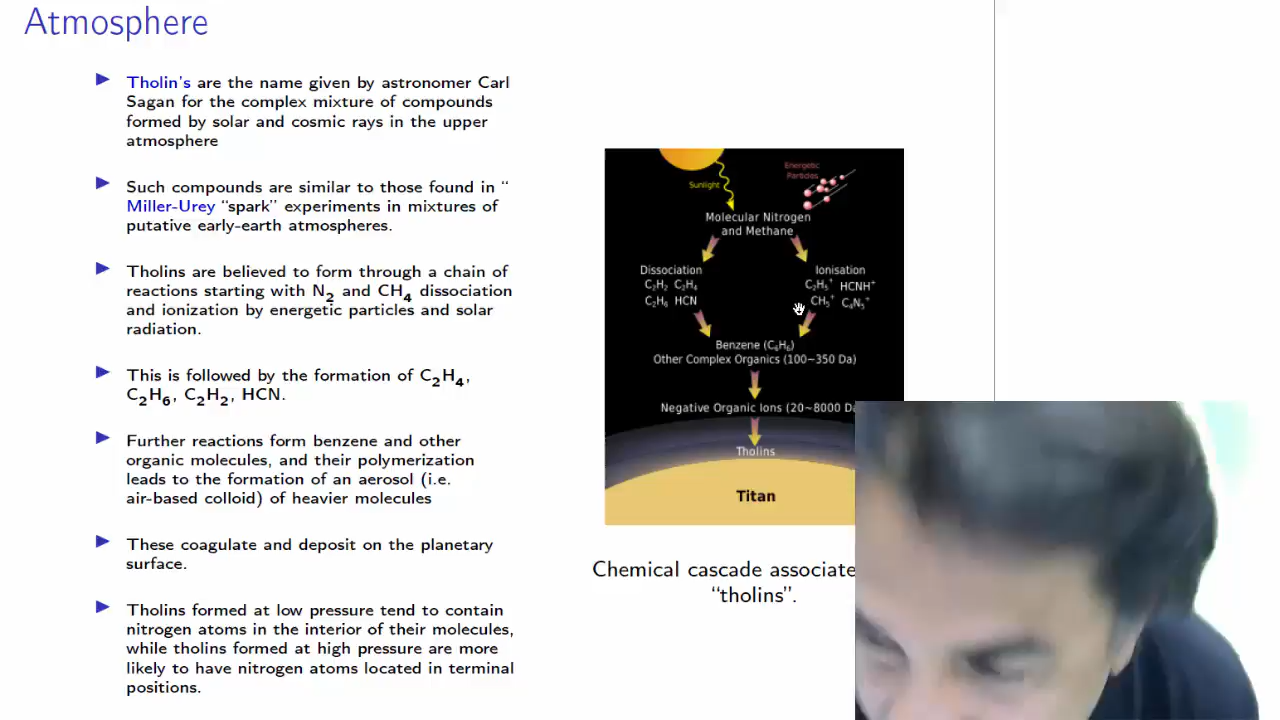 Atmosphere
Tholin's are the name given by astronomer Carl
Sagan for the complex mixture of compounds
formed by solar and cosmic rays in the upper
atmosphere
Such compounds are similar to those found in “
Miller-Urey “spark” experiments in mixtures of
putative early-earth atmospheres.
Tholins are believed to form through a chain of
reactions starting with N₂ and CH₄ dissociation
and ionization by energetic particles and solar
radiation.
This is followed by the formation of C₂H₄,
C₂H₆, C₂H₂, HCN.
Further reactions form benzene and other
organic molecules, and their polymerization
leads to the formation of an aerosol (i.e.
air-based colloid) of heavier molecules
These coagulate and deposit on the planetary
surface.
Tholins formed at low pressure tend to contain
nitrogen atoms in the interior of their molecules,
while tholins formed at high pressure are more
likely to have nitrogen atoms located in terminal
positions.
Energetic
Particles
Sunlight
Molecular Nitrogen
and Methane
Dissociation
C₂H₂ C₂H₄
C₂H₆ HCN
Ionisation
C₂H₅⁺ HCNH⁺
CH₅⁺ C₄N₅⁺
Benzene (C₆H₆)
Other Complex Organics (100~350 Da)
Negative Organic Ions (20~8000 Da
Tholins
Titan
Chemical cascade associate
“tholins”.